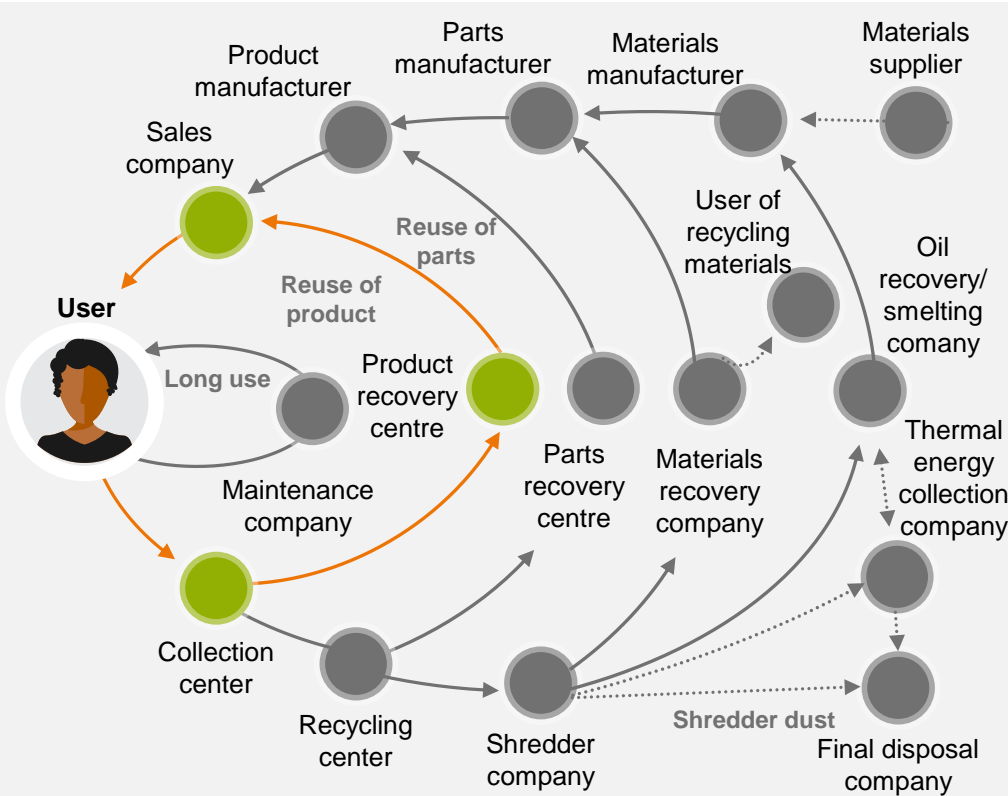 Parts
manufacturer
Materials
manufacturer
Materials
supplier
Product
manufacturer
Sales
company
User of
recycling
materials
Reuse of
parts
Oil
recovery/
smelting
comany
Reuse of
product
User
Long use
Product
recovery
centre
Thermal
energy
collection
company
Parts
recovery
centre
Materials
recovery
company
Maintenance
company
Collection
center
Recycling
center
Shredder
company
Shredder dust
Final disposal
company